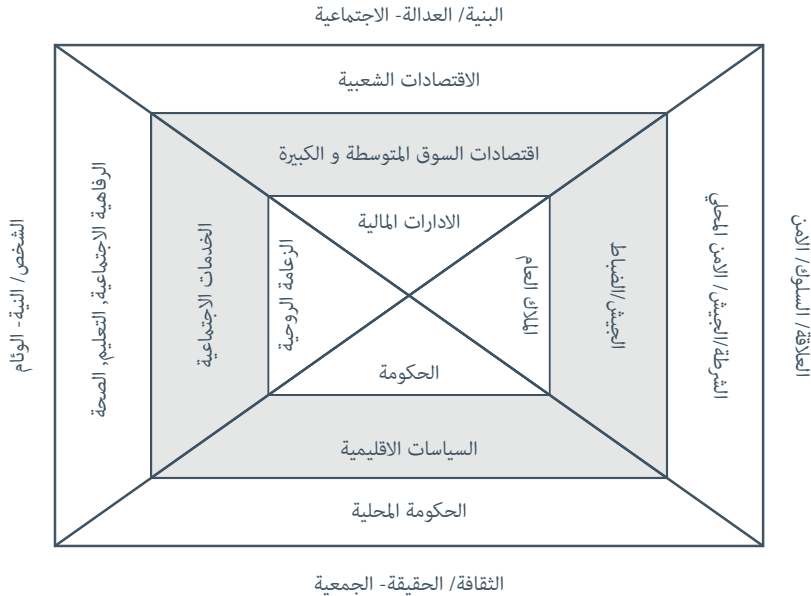 البنية/ العدالة- الاجتماعية
الاقتصادات الشعبية
اقتصادات السوق المتوسطة و الكبيرة
الادارات المالية
العلاقة/ السلوك/ الامن
الشرطة/الجيش/ الامن المحلي
الجيش/الضباط
الملاك العام
الزعامة الروحية
الخدمات الاجتماعية
الرفاهية الاجتماعية, التعليم, الصحة
الشخص/ النية- الوئام
الحكومة
السياسات الاقليمية
الحكومة المحلية
الثقافة/ الحقيقة- الجمعية